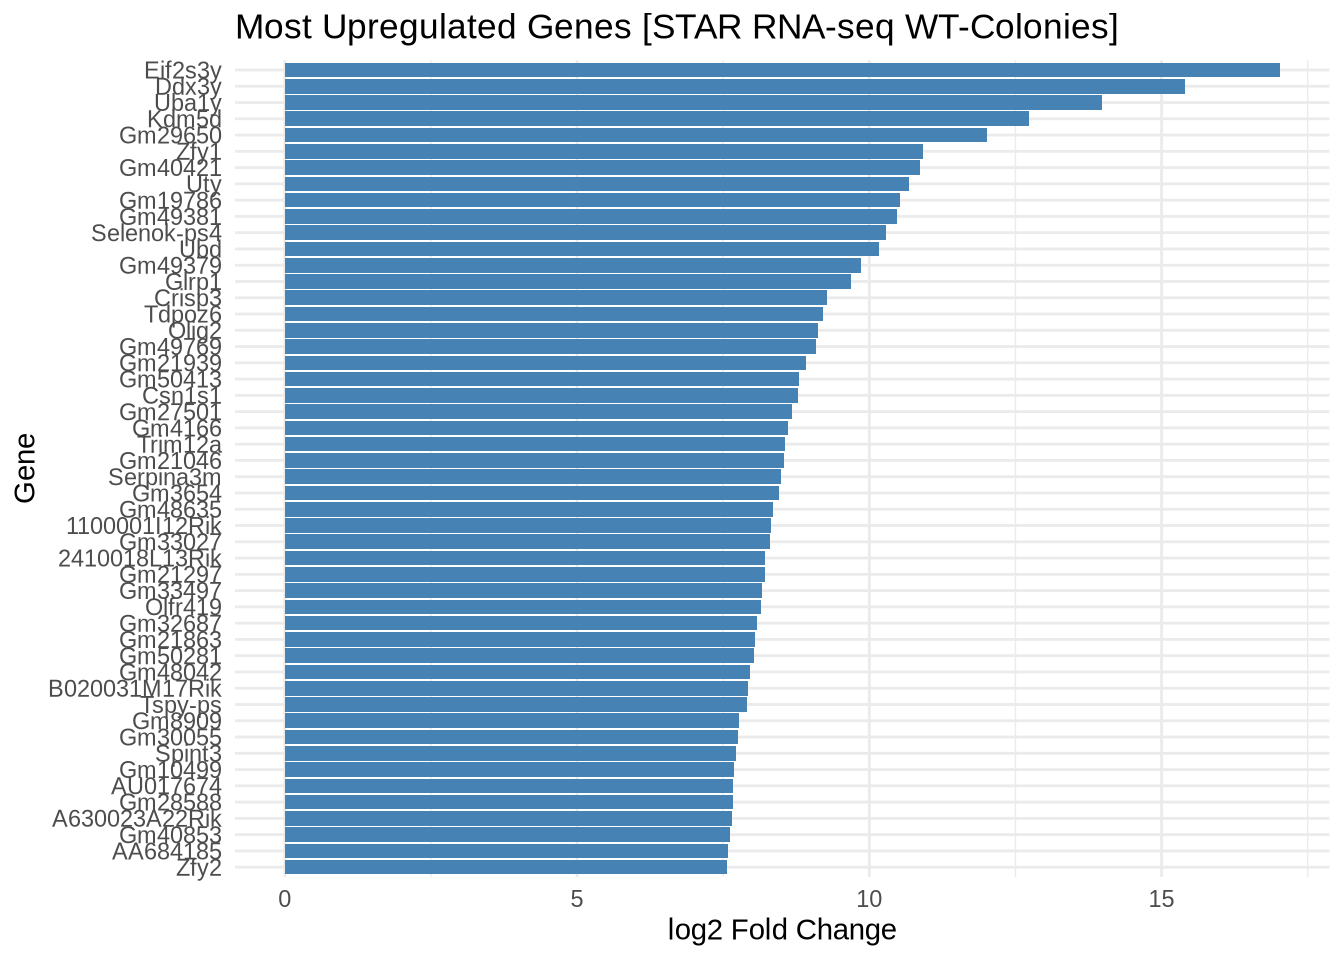 Most Upregulated Genes [STAR RNA-seq WT-Colonies]
Eif2s3y
Ddx3y
Uba1y
Kdm5d
Gm29650
Zfy1
Gm40421
Uty
Gm19786
Gm49381
Selenok-ps4
Ubd
Gm49379
Glrp1
Crisp3
Tdpoz6
Olig2
Gm49769
Gm21939
Gm50413
Csn1s1
Gm27501
Gm4166
Trim12a
Gm21046
Serpina3m
Gm3654
Gm48635
1100001I12Rik
Gm33027
2410018L13Rik
Gm21297
Gm33497
Olfr419
Gm32687
Gm21863
Gm50281
Gm48042
B020031M17Rik
Tspy-ps
Gm8909
Gm30055
Spint3
Gm10499
AU017674
Gm28588
A630023A22Rik
Gm40853
AA684185
Zfy2
Gene
0 5 10 15
log2 Fold Change